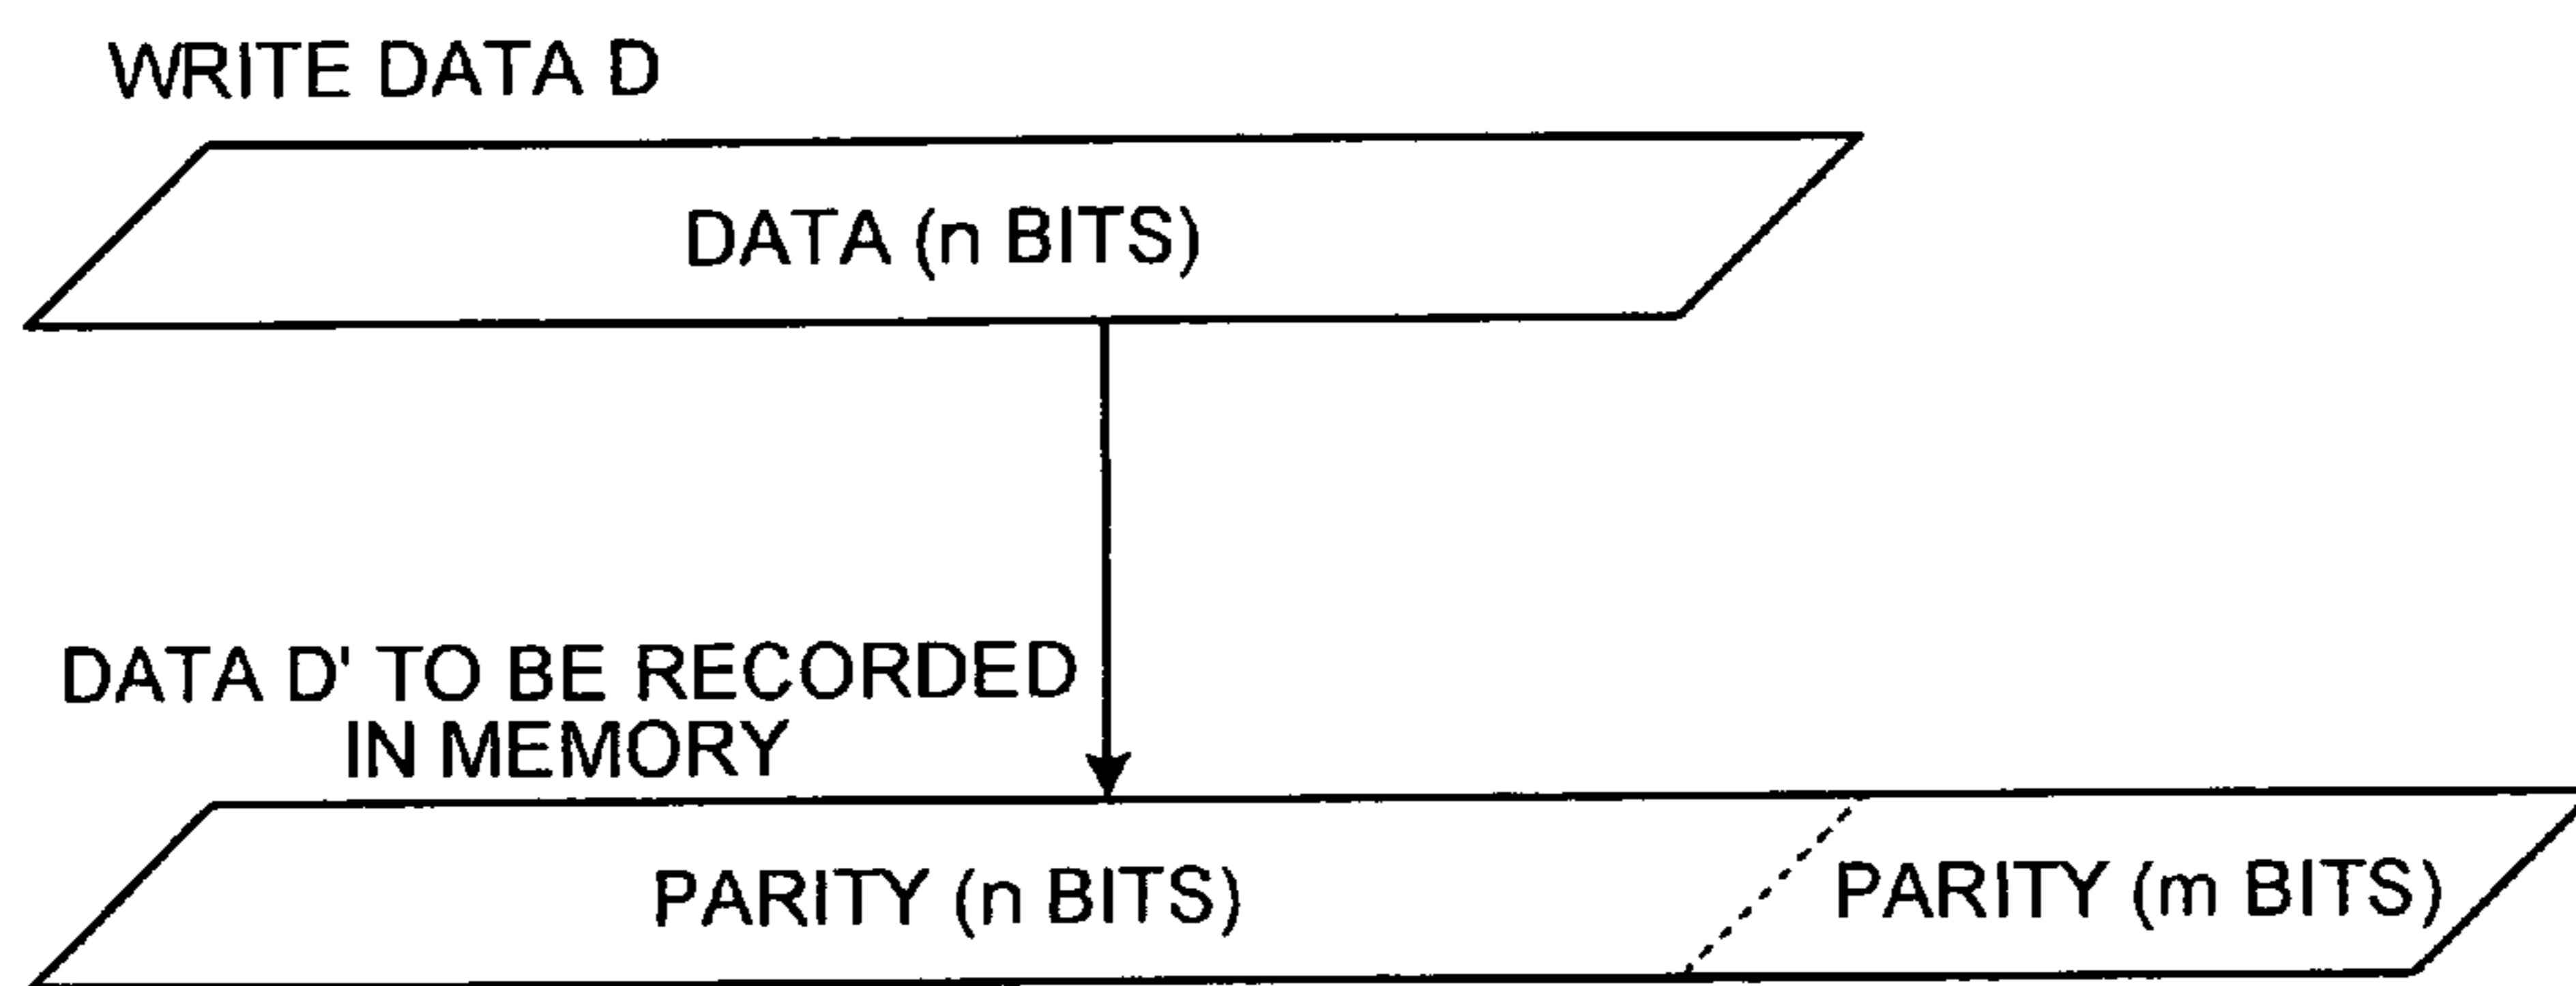 WRITE DATA D
DATA (n BITS)
DATA D' TO BE RECORDED
IN MEMORY
PARITY (n BITS)
PARITY (m BITS)